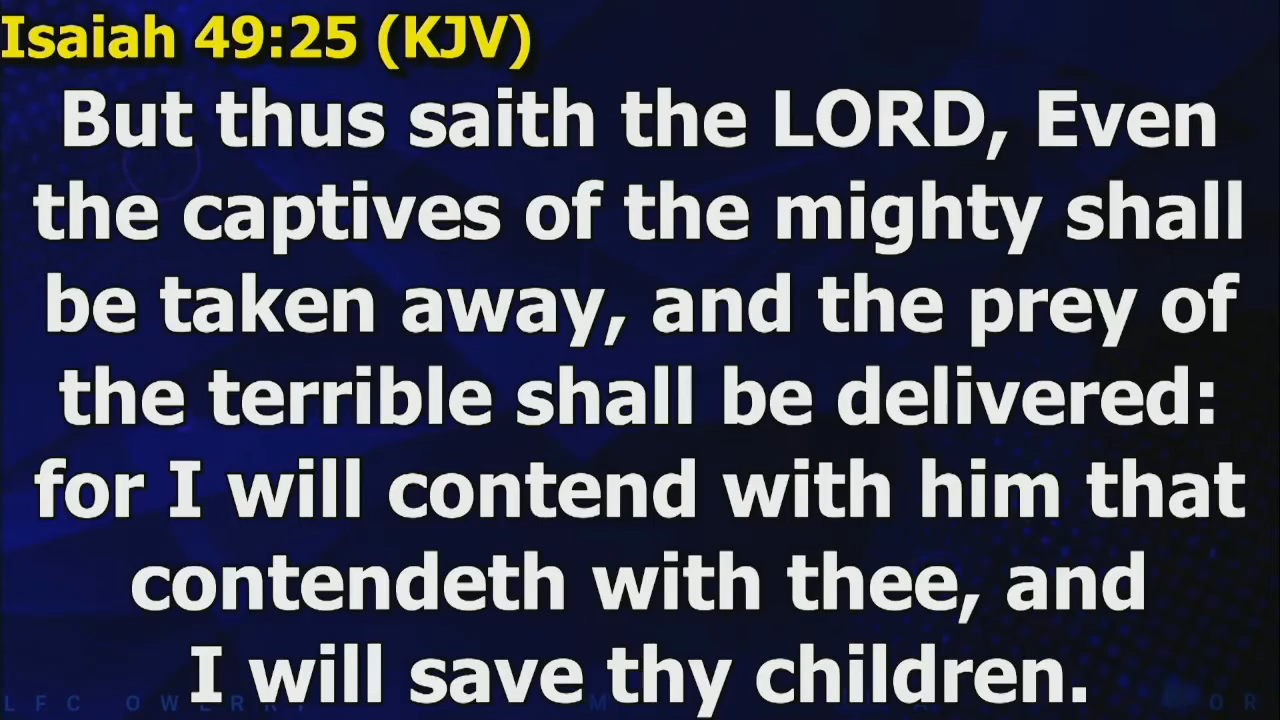 Isaiah 49:25 (KJV)
But thus saith the LORD, Even
the captives of the mighty shall
be taken away, and the prey of
the terrible shall be delivered:
for I will contend with him that
contendeth with thee, and
I will save thy children.
LFC